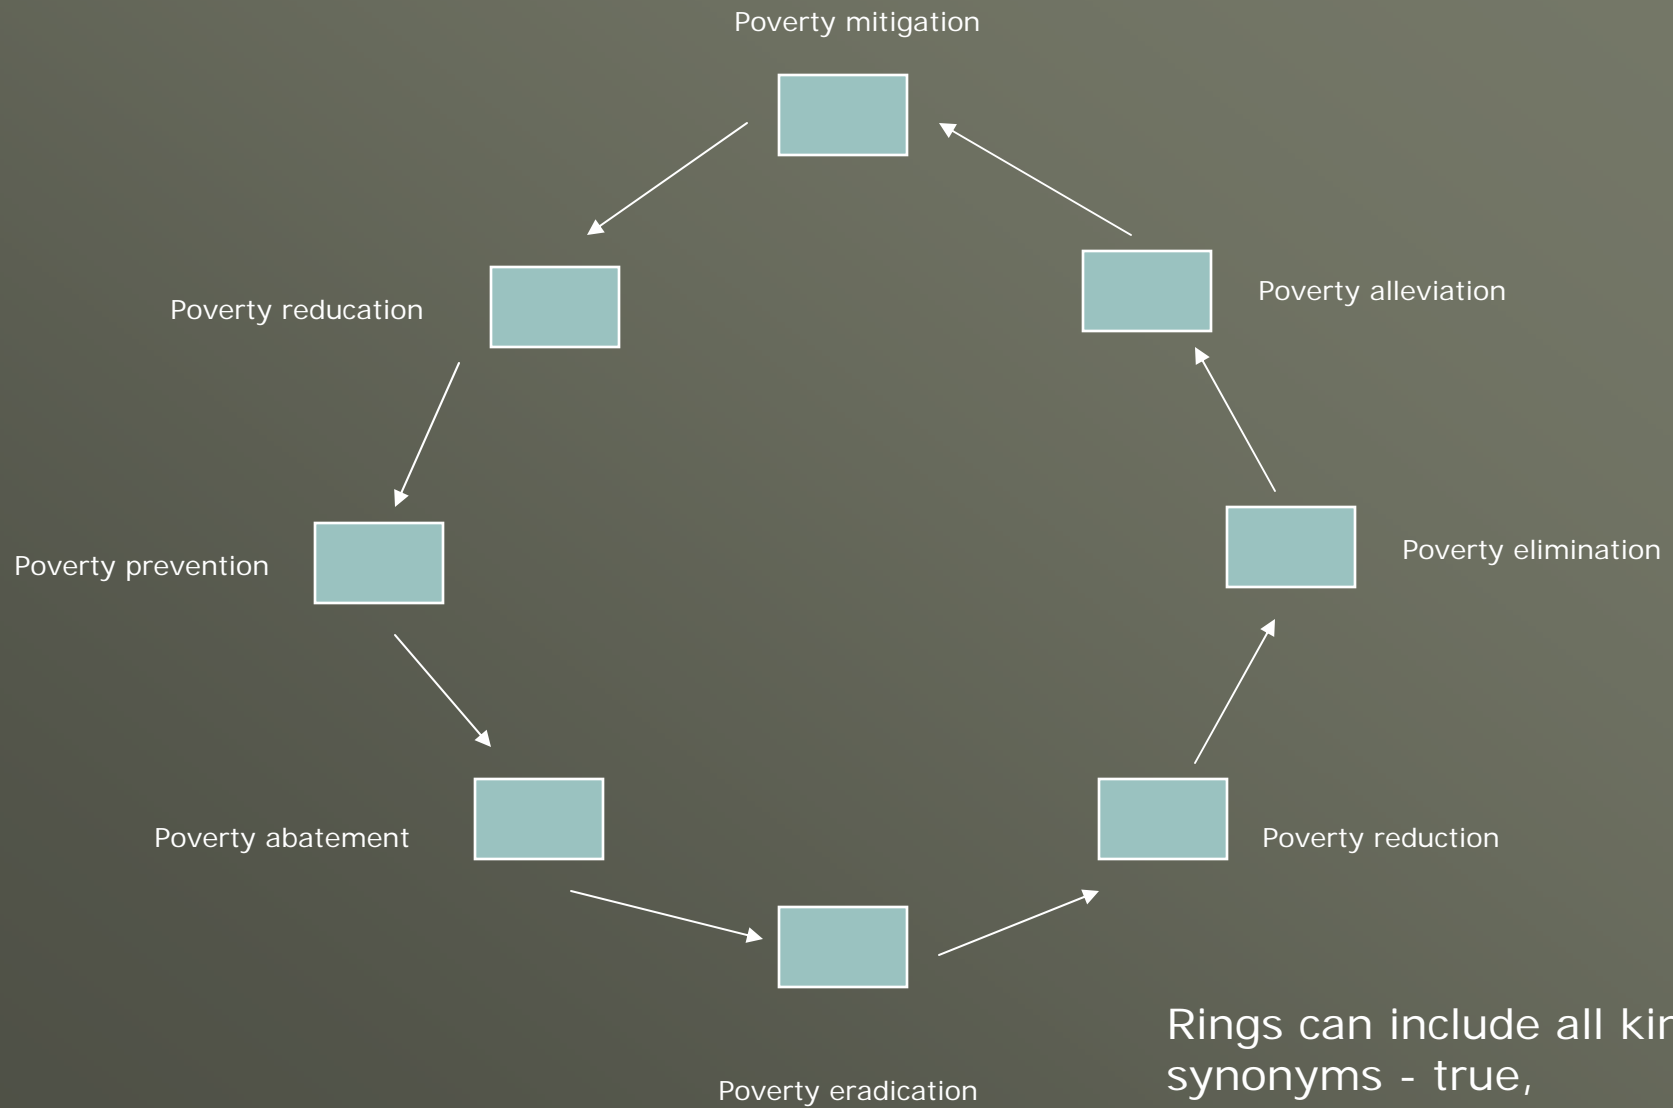 Poverty mitigation
Poverty reducation
Poverty alleviation
Poverty prevention
Poverty elimination
Poverty abatement
Poverty reduction
Poverty eradication
Rings can include all
synonyms - true,